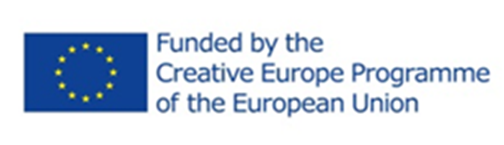 Funded by the
Creative Europe Programme
of the European Union